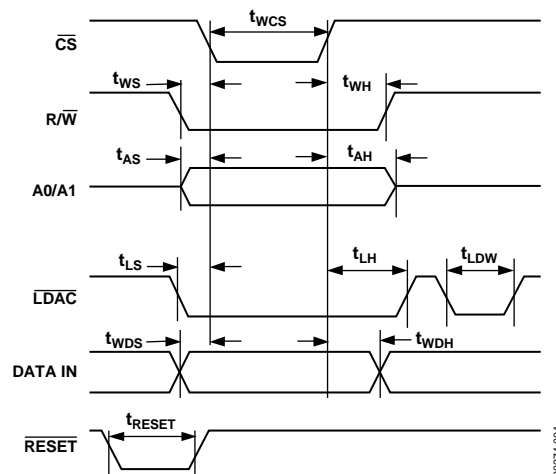 tWCS
CS
tWS
tWH
R/W
tAS
tAH
A0/A1
tLS
tLH
tLDW
LDAC
tWDS
tWDH
DATA IN
tRESET
RESET